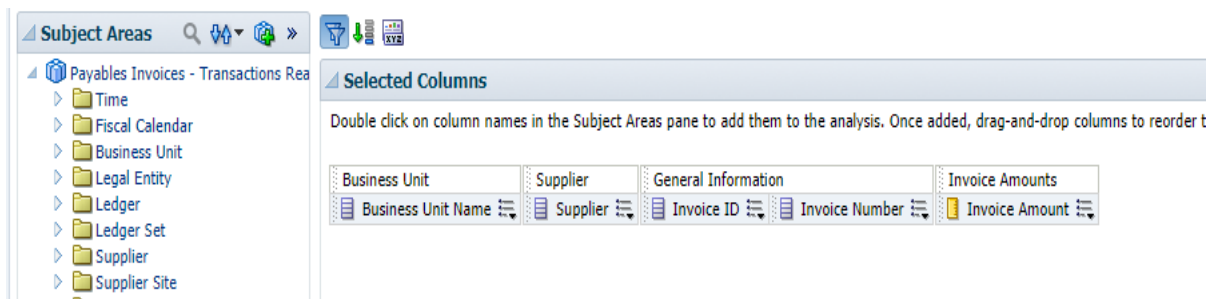 Subject Areas
Payables Invoices - Transactions Rea
Time
Fiscal Calendar
Business Unit
Legal Entity
Ledger
Ledger Set
Supplier
Supplier Site
XYZ
Selected Columns
Double click on column names in the Subject Areas pane to add them to the analysis. Once added, drag-and-drop columns to reorder t
Business Unit Supplier General Information Invoice Amounts
Business Unit Name Supplier Invoice ID Invoice Number Invoice Amount